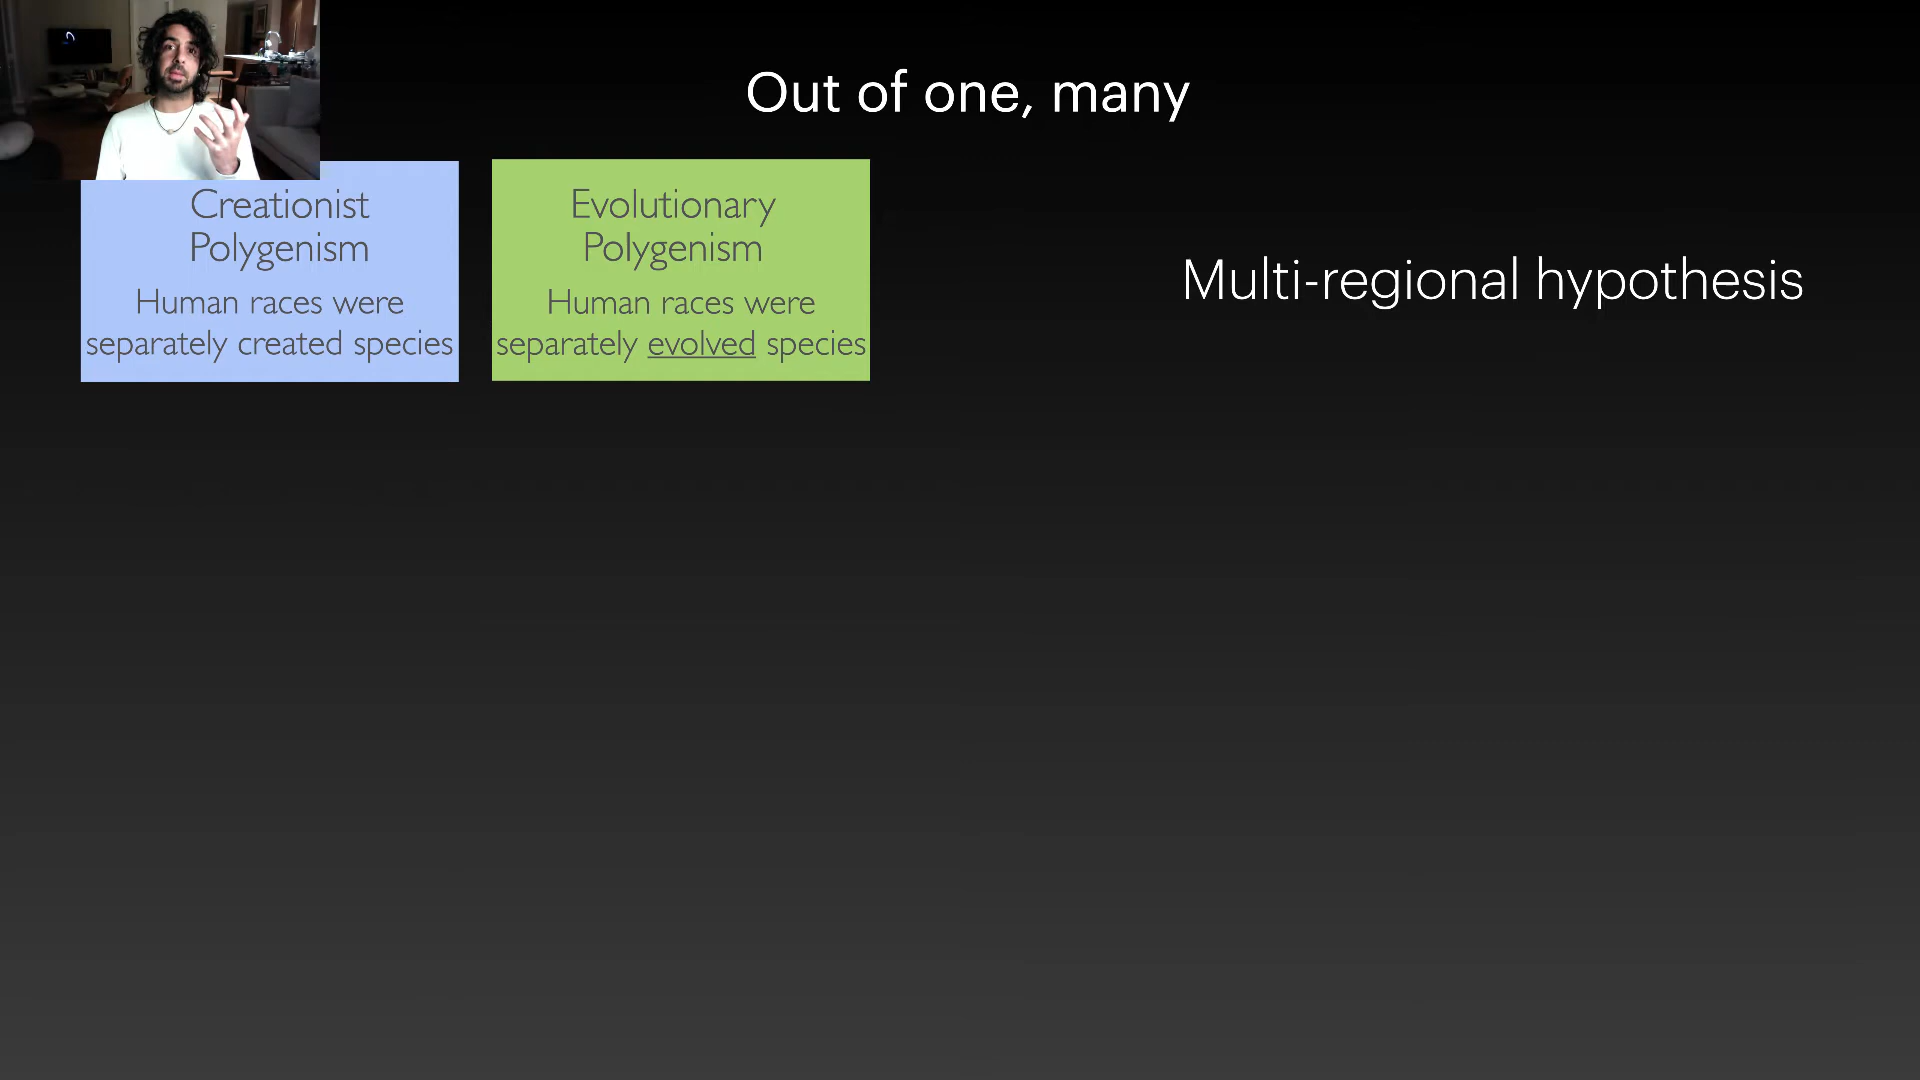 Out of one, many
Creationist
Polygenism
Human races were
separately created species
Evolutionary
Polygenism
Human races were
separately evolved species
Multi-regional hypothesis